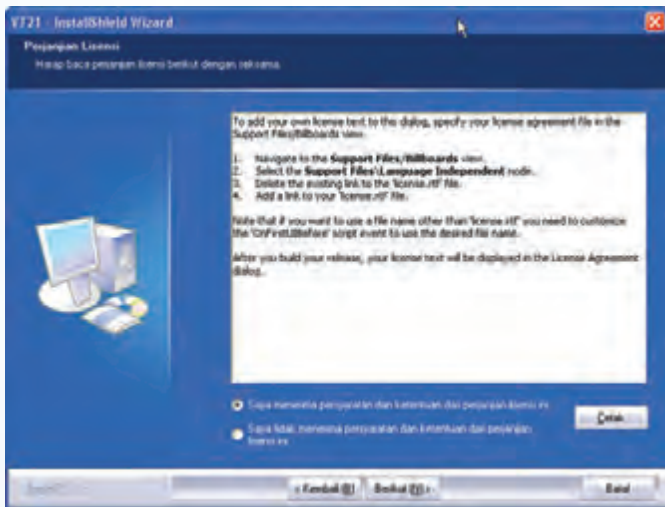 V721 - InstallShield Wizard
Perjanjian Lisensi
Harap baca perjanjian lisensi berikut dengan seksama.
To add your own license text to this dialog, specify your license agreement file in the
Support Files/Billboards view.
1. Navigate to the Support Files/Billboards view.
2. Select the Support Files\Language Independent node.
3. Delete the existing link to the 'license.rtf' file.
4. Add a link to your 'license.rtf' file.
Note that if you want to use a file name other than 'license.rtf' you need to customize
the 'OnFirstUIBefore' script event to use the desired file name.
After you build your release, your license text will be displayed in the License Agreement
dialog.
Saya menerima persyaratan dan ketentuan dari perjanjian lisensi ini
Saya tidak menerima persyaratan dan ketentuan dari perjanjian
lisensi ini
Cetak
< Kembali
Berikut
Batal